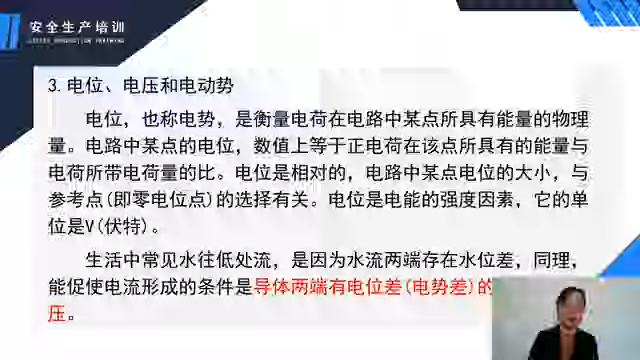 安全生产培训
SAFETY PRODUCTION TRAINING
3.电位、电压和电动势
电位，也称电势，是衡量电荷在电路中某点所具有能量的物理
量。电路中某点的电位，数值上等于正电荷在该点所具有的能量与
电荷所带电荷量的比。电位是相对的，电路中某点电位的大小，与
参考点(即零电位点)的选择有关。电位是电能的强度因素，它的单
位是V(伏特)。
生活中常见水往低处流，是因为水流两端存在水位差，同理，
能促使电流形成的条件是导体两端有电位差(电势差)的
压。